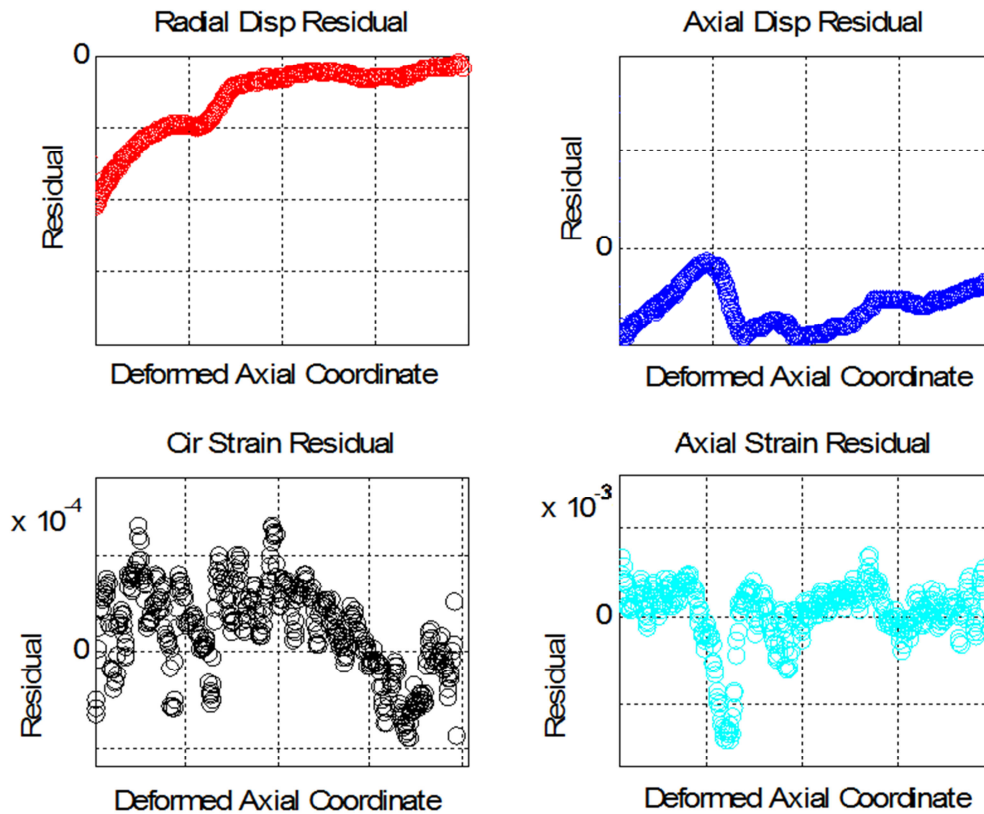 Radial Disp Residual
0
Residual
Deformed Axial Coordinate
Axial Disp Residual
Residual
0
Deformed Axial Coordinate
Cir Strain Residual
x 10-4
0
Residual
Deformed Axial Coordinate
Axial Strain Residual
x 10-3
0
Residual
Deformed Axial Coordinate